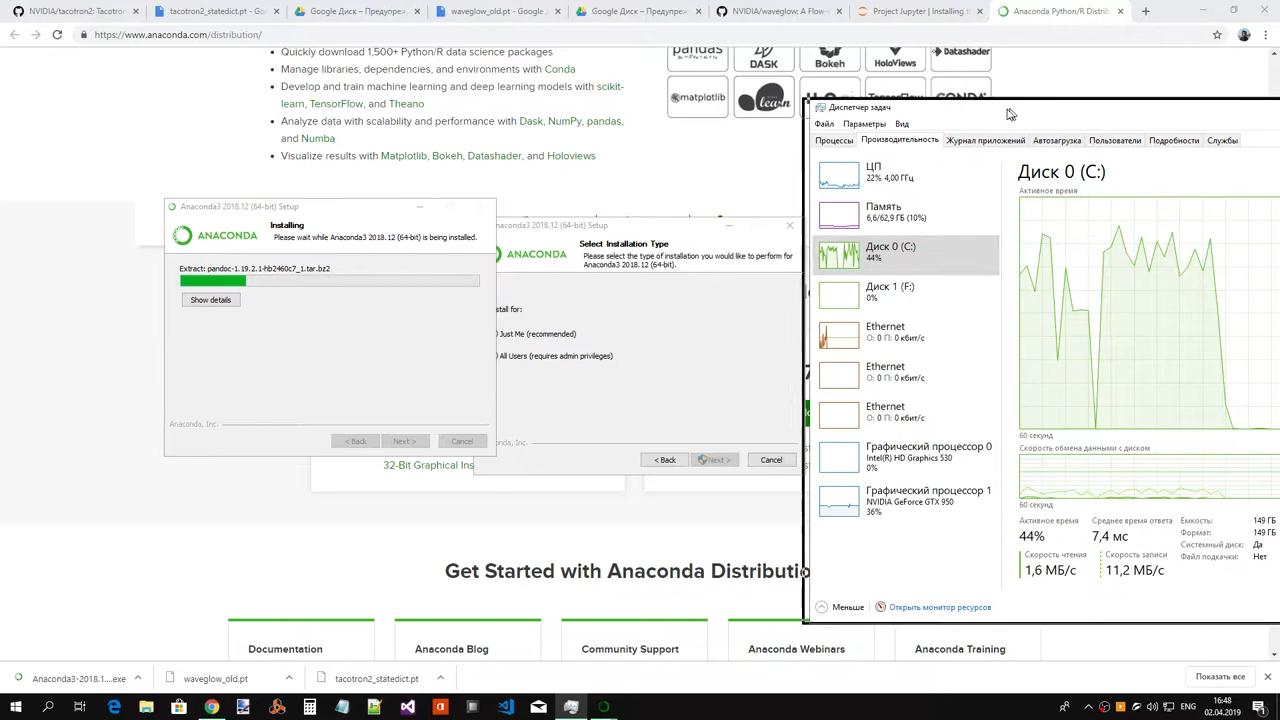 NVIDIA/tacotron2: Tacotro
tacotron2_statedict.pt - Go
Google Диск – Предупре
waveglow_old.pt - Google
Google Диск – Предупре
NVIDIA/waveglow: A Flow-
Project Jupyter | Installing t
Anaconda Python/R Distrib
https://www.anaconda.com/distribution/
Quickly download 1,500+ Python/R data science packages
Manage libraries, dependencies, and environments with Conda
Develop and train machine learning and deep learning models with scikit-
learn, TensorFlow, and Theano
Analyze data with scalability and performance with Dask, NumPy, pandas,
and Numba
Visualize results with Matplotlib, Bokeh, Datashader, and Holoviews
pandas
DASK
Bokeh
HoloViews
Datashader
matplotlib
learn
Anaconda3 2018.12 (64-bit) Setup
ANACONDA
Installing
Please wait while Anaconda3 2018.12 (64-bit) is being installed.
Extract: pandoc-1.19.2.1-hb2460c7_1.tar.bz2
Show details
Anaconda, Inc.
< Back
Next >
Cancel
Anaconda3 2018.12 (64-bit) Setup
ANACONDA
Select Installation Type
Please select the type of installation you would like to perform for
Anaconda3 2018.12 (64-bit).
stall for:
Just Me (recommended)
All Users (requires admin privileges)
onda, Inc.
< Back
Next >
Cancel
32-Bit Graphical Ins
Диспетчер задач
Файл Параметры Вид
Процессы Производительность Журнал приложений Автозагрузка Пользователи Подробности Службы
ЦП
22% 4,00 ГГц
Память
6,6/62,9 ГБ (10%)
Диск 0 (C:)
44%
Диск 1 (F:)
0%
Ethernet
О: 0 П: 0 кбит/с
Ethernet
О: 0 П: 0 кбит/с
Ethernet
О: 0 П: 0 кбит/с
Графический процессор 0
Intel(R) HD Graphics 530
0%
Графический процессор 1
NVIDIA GeForce GTX 950
36%
Диск 0 (C:)
Активное время
60 секунд
Скорость обмена данными с диском
60 секунд
Активное время
44%
Среднее время ответа
7,4 мс
Скорость чтения
1,6 МБ/с
Скорость записи
11,2 МБ/с
Емкость: 149 ГБ
Формат: 149 ГБ
Системный диск: Да
Файл подкачки: Нет
Меньше
Открыть монитор ресурсов
Get Started with Anaconda Distributio
Documentation
Anaconda Blog
Community Support
Anaconda Webinars
Anaconda Training
Anaconda3-2018.1....exe
waveglow_old.pt
tacotron2_statedict.pt
Показать все
ENG
16:48
02.04.2019